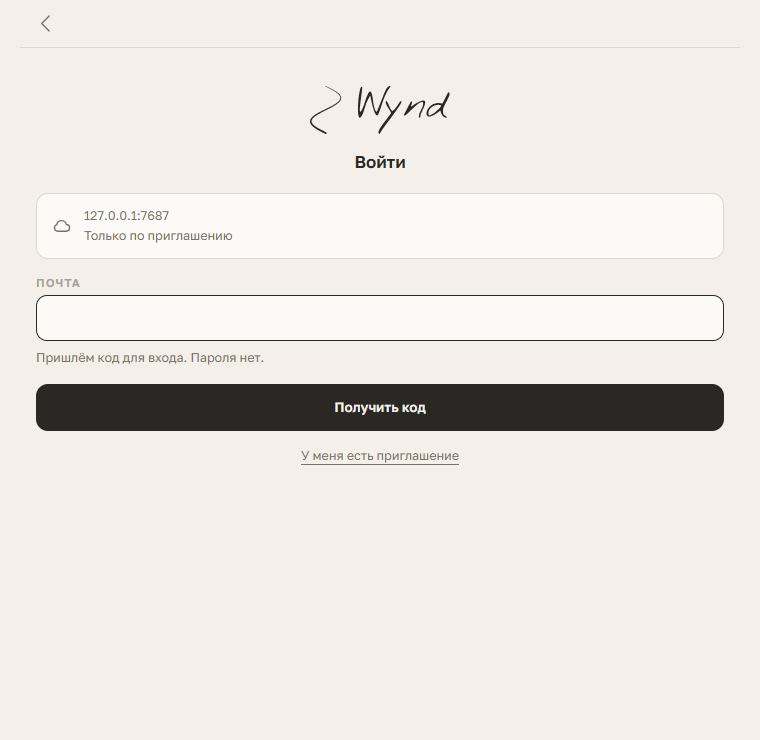 Wynd
Войти
127.0.0.1:7687
Только по приглашению
ПОЧТА
Пришлём код для входа. Пароля нет.
Получить код
У меня есть приглашение